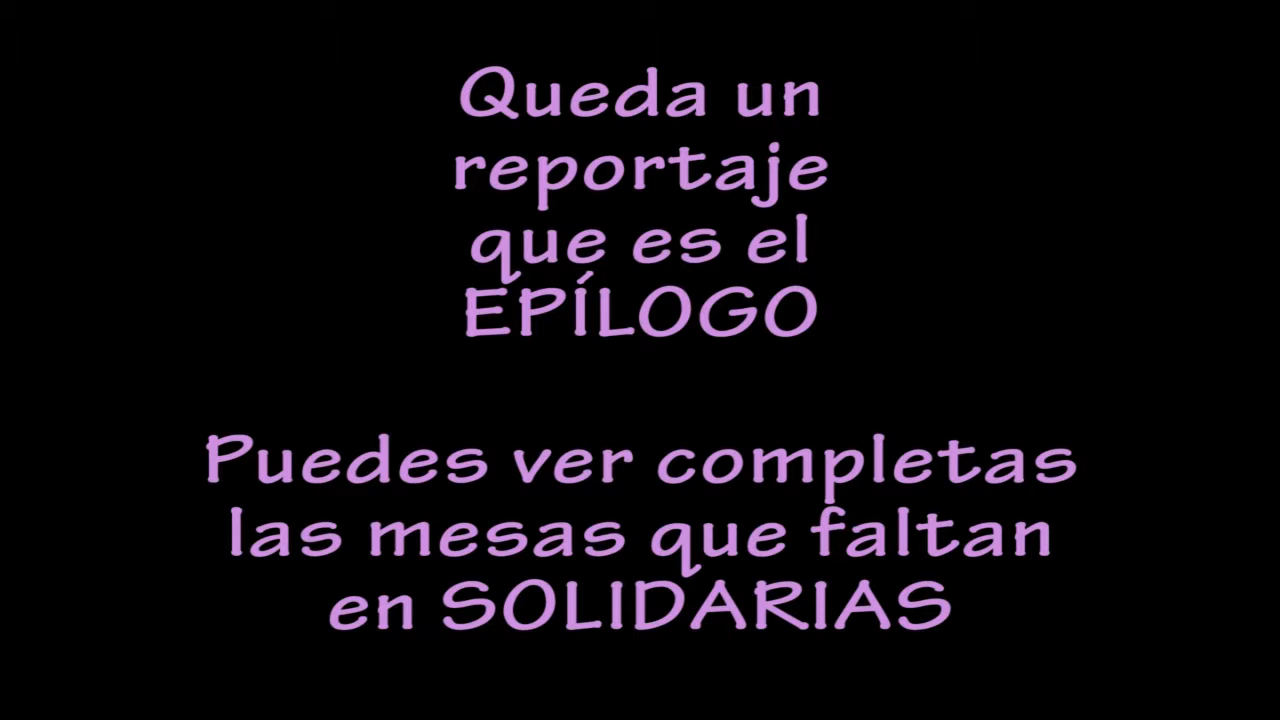 Queda un
reportaje
que es el
EPÍLOGO
Puedes ver completas
las mesas que faltan
en SOLIDARIAS